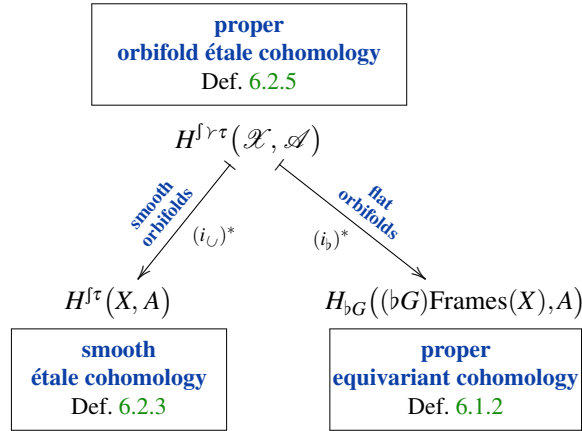 proper
orbifold étale cohomology
Def. 6.2.5
H^{ʃ≻τ}(𝒳, 𝒜)
smooth
orbifolds
(i_∪)*
flat
orbifolds
(i_♭)*
H^{ʃτ}(X, A)
H_{♭G}((♭G)Frames(X), A)
smooth
étale cohomology
Def. 6.2.3
proper
equivariant cohomology
Def. 6.1.2